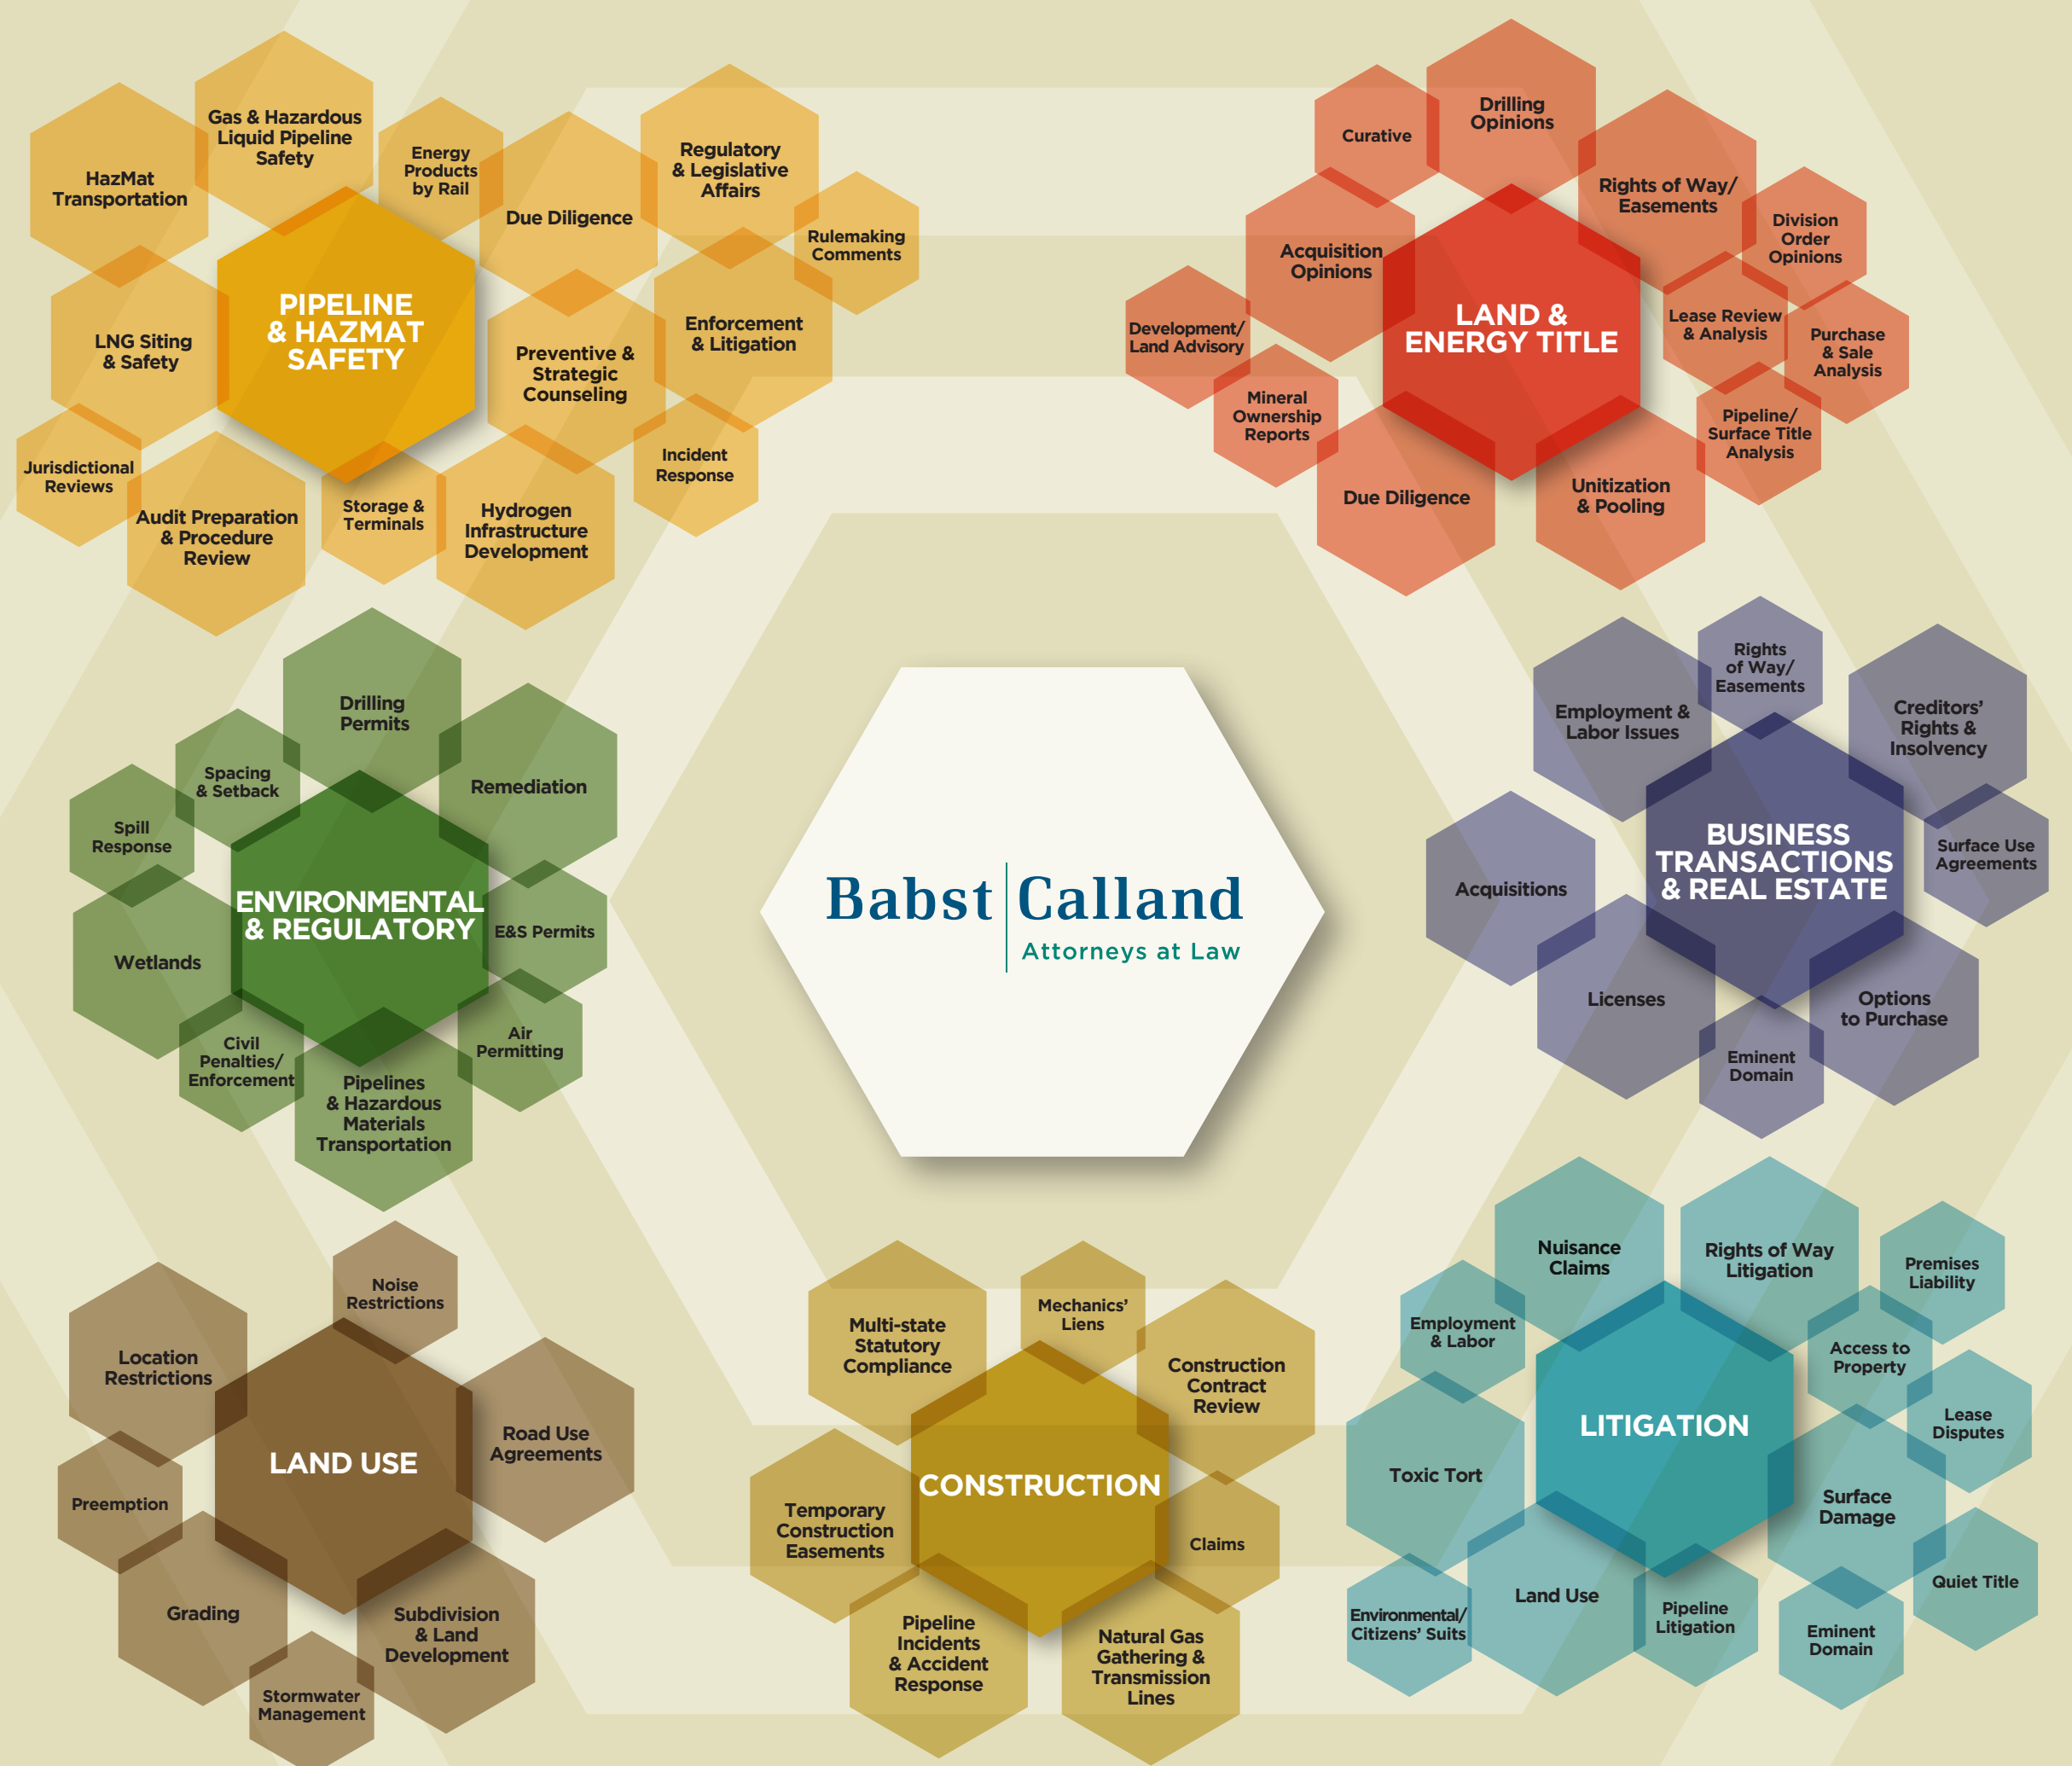 Gas & Hazardous
Liquid Pipeline
Safety
HazMat
Transportation
Energy
Products
by Rail
Due Diligence
Regulatory
& Legislative
Affairs
Rulemaking
Comments
PIPELINE
& HAZMAT
SAFETY
LNG Siting
& Safety
Preventive &
Strategic
Counseling
Enforcement
& Litigation
Incident
Response
Jurisdictional
Reviews
Audit Preparation
& Procedure
Review
Storage &
Terminals
Hydrogen
Infrastructure
Development
Curative
Drilling
Opinions
Rights of Way/
Easements
Division
Order
Opinions
Acquisition
Opinions
LAND &
ENERGY TITLE
Development/
Land Advisory
Lease Review
& Analysis
Purchase
& Sale
Analysis
Mineral
Ownership
Reports
Pipeline/
Surface Title
Analysis
Due Diligence
Unitization
& Pooling
Drilling
Permits
Spacing
& Setback
Remediation
Spill
Response
ENVIRONMENTAL
& REGULATORY
E&S Permits
Wetlands
Air
Permitting
Civil
Penalties/
Enforcement
Pipelines
& Hazardous
Materials
Transportation
Babst Calland
Attorneys at Law
Rights
of Way/
Easements
Employment &
Labor Issues
Creditors’
Rights &
Insolvency
BUSINESS
TRANSACTIONS
& REAL ESTATE
Surface Use
Agreements
Acquisitions
Licenses
Options
to Purchase
Eminent
Domain
Noise
Restrictions
Location
Restrictions
LAND USE
Road Use
Agreements
Preemption
Grading
Subdivision
& Land
Development
Stormwater
Management
Multi-state
Statutory
Compliance
Mechanics’
Liens
Construction
Contract
Review
CONSTRUCTION
Temporary
Construction
Easements
Claims
Pipeline
Incidents
& Accident
Response
Natural Gas
Gathering &
Transmission
Lines
Nuisance
Claims
Rights of Way
Litigation
Premises
Liability
Employment
& Labor
Access to
Property
LITIGATION
Lease
Disputes
Toxic Tort
Surface
Damage
Quiet Title
Land Use
Environmental/
Citizens’ Suits
Pipeline
Litigation
Eminent
Domain